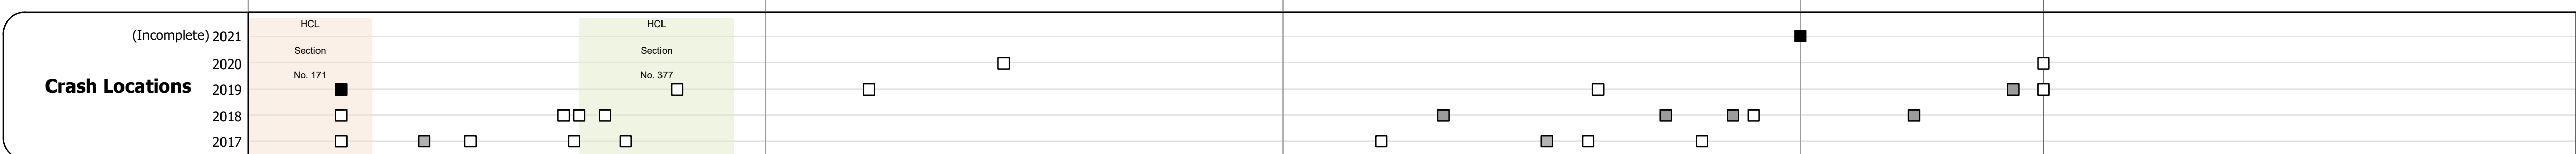 HCL
HCL
(Incomplete) 2021
Section
Section
2020
No. 171
No. 377
Crash Locations
2019
2018
2017